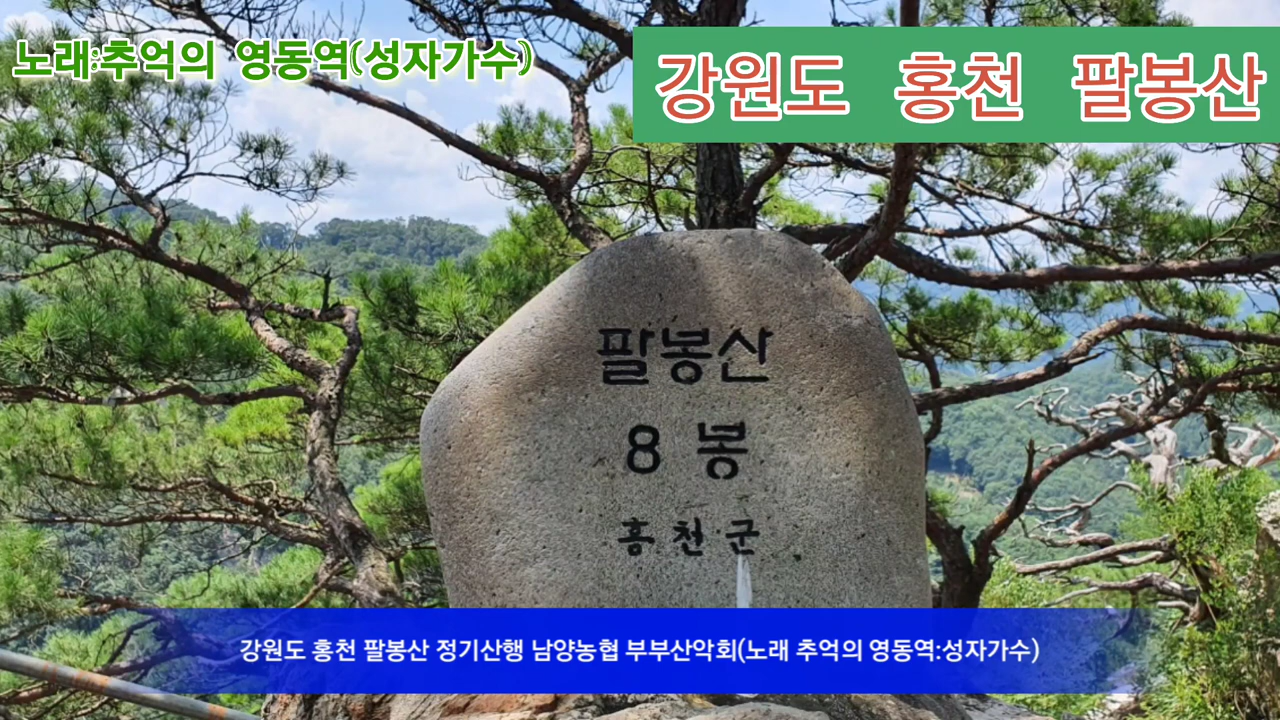 노래:추억의 영동역(성자가수)
강원도 홍천 팔봉산
팔봉산
8 봉
홍천군
강원도 홍천 팔봉산 정기산행 남양농협 부부산악회(노래 추억의 영동역:성자가수)